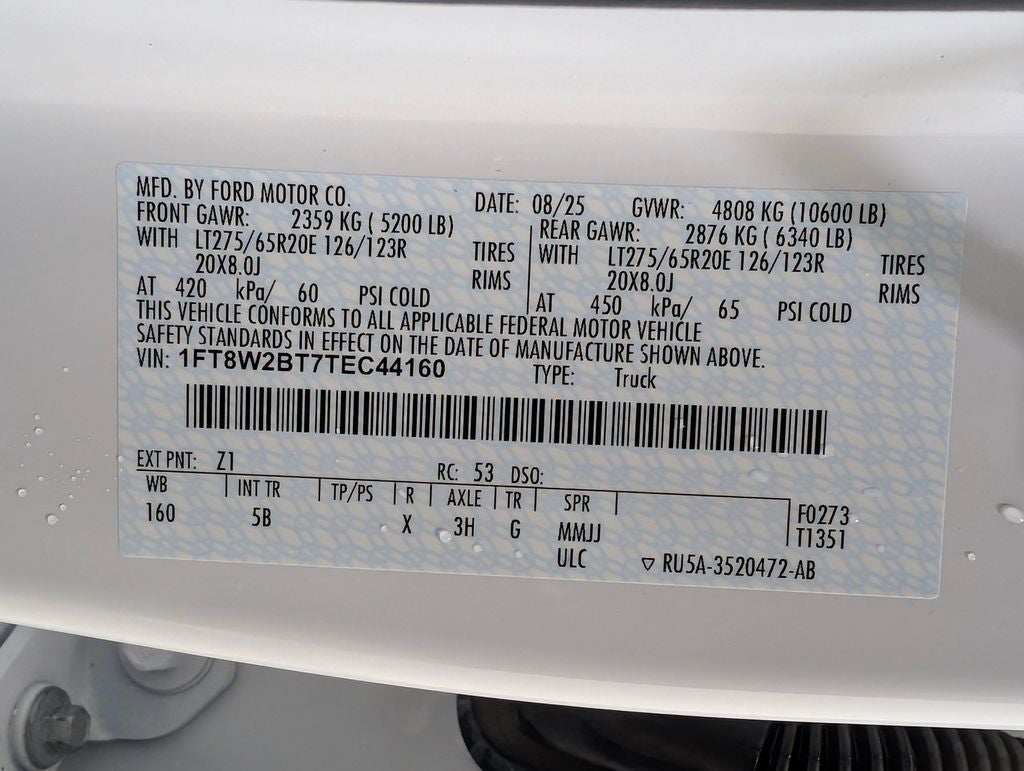 MFD. BY FORD MOTOR CO. DATE: 08/25 GVWR: 4808 KG (10600 LB)
FRONT GAWR: 2359 KG ( 5200 LB) REAR GAWR: 2876 KG ( 6340 LB)
WITH LT275/65R20E 126/123R TIRES WITH LT275/65R20E 126/123R TIRES
20X8.0J RIMS 20X8.0J RIMS
AT 420 kPa/ 60 PSI COLD AT 450 kPa/ 65 PSI COLD
THIS VEHICLE CONFORMS TO ALL APPLICABLE FEDERAL MOTOR VEHICLE
SAFETY STANDARDS IN EFFECT ON THE DATE OF MANUFACTURE SHOWN ABOVE.
VIN: 1FT8W2BT7TEC44160 TYPE: Truck
EXT PNT: Z1 RC: 53 DSO:
WB INT TR TP/PS R AXLE TR SPR F0273
160 5B X 3H G MMJJ T1351
ULC ▽ RU5A-3520472-AB